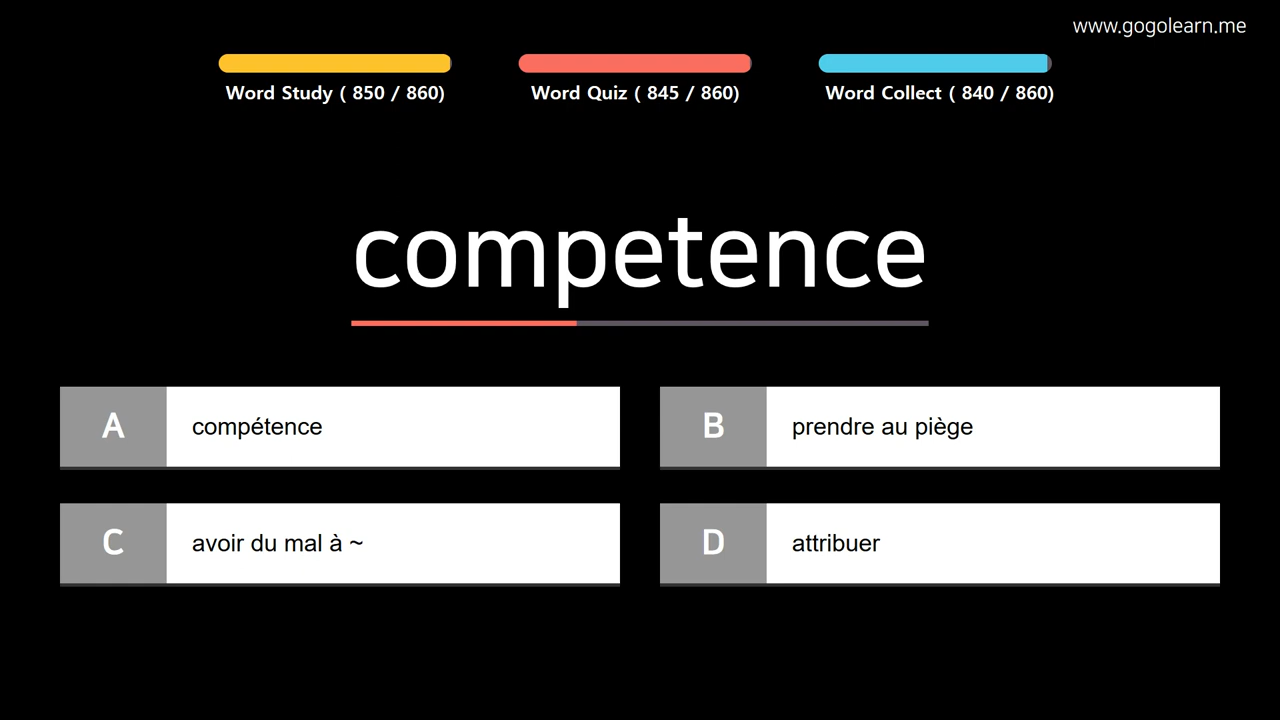 www.gogolearn.me
Word Study ( 850 / 860)
Word Quiz ( 845 / 860)
Word Collect ( 840 / 860)
competence
A
compétence
B
prendre au piège
C
avoir du mal à ~
D
attribuer